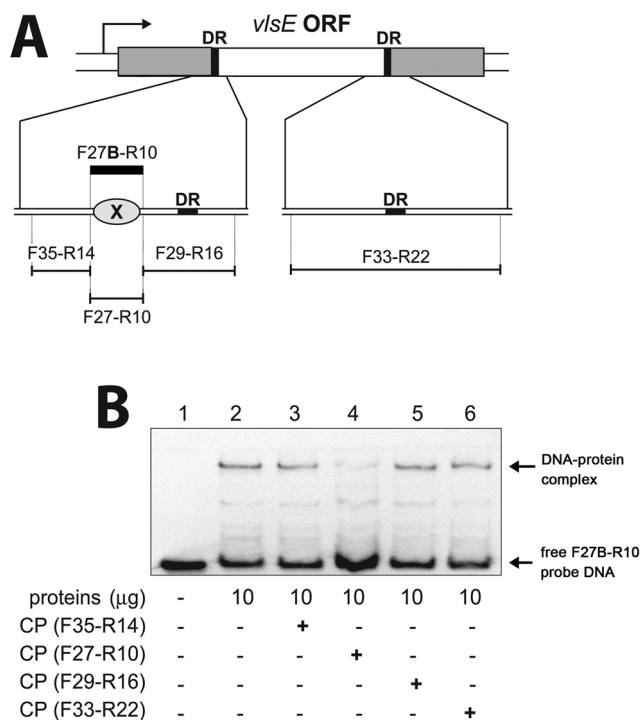 A
vlsE ORF
DR DR
F27B-R10
X DR DR
F35-R14 F29-R16 F33-R22
F27-R10
B
1 2 3 4 5 6
DNA-protein
complex
free F27B-R10
probe DNA
proteins (μg) - 10 10 10 10 10
CP (F35-R14) - - + - - -
CP (F27-R10) - - - + - -
CP (F29-R16) - - - - + -
CP (F33-R22) - - - - - +